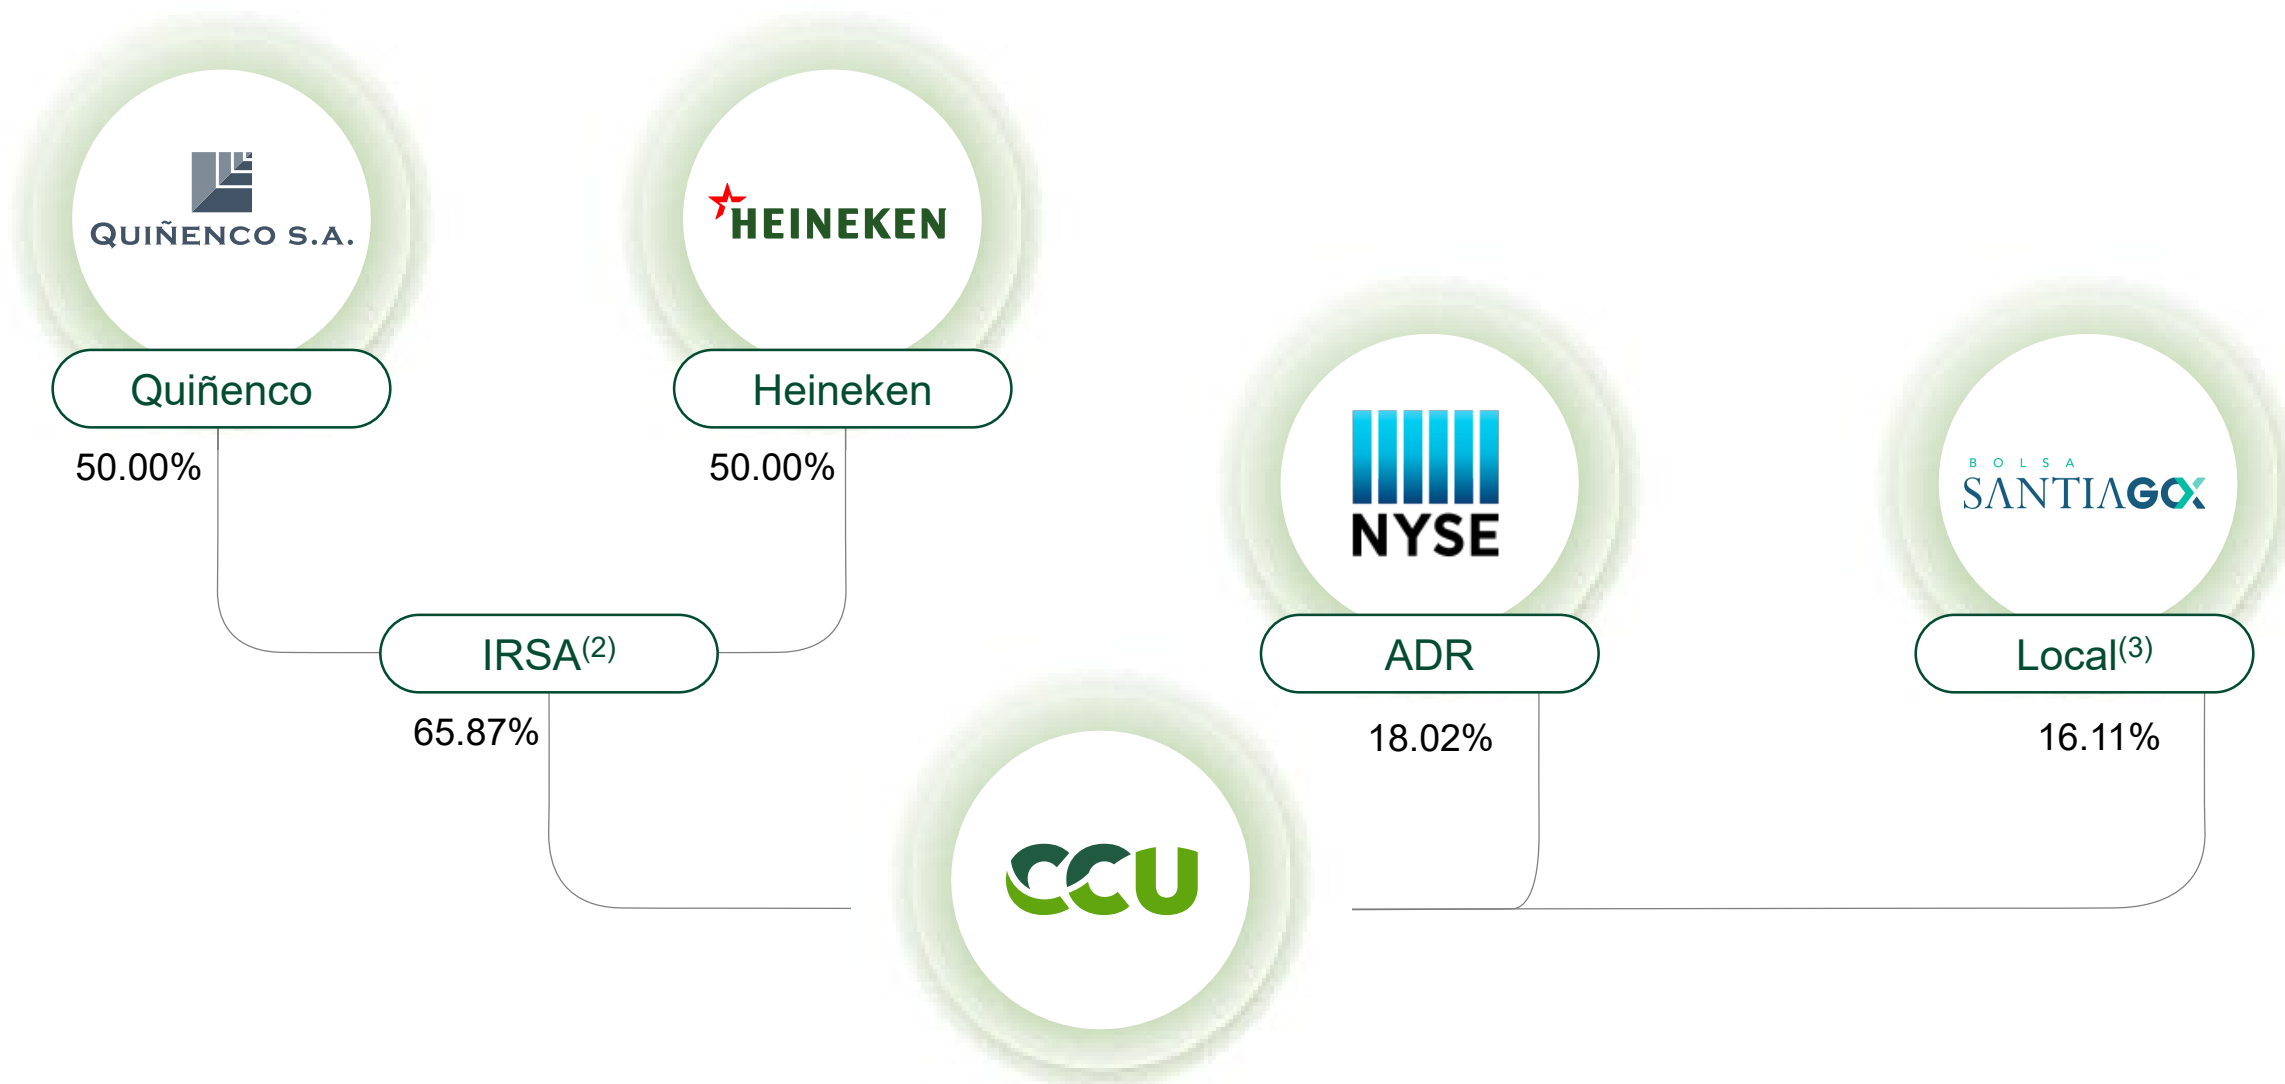 QUIÑENCO S.A.
HEINEKEN
Quiñenco
Heineken
50.00%
50.00%
NYSE
BOLSA
SANTIAGO
IRSA(2)
ADR
Local(3)
65.87%
18.02%
16.11%
CCU